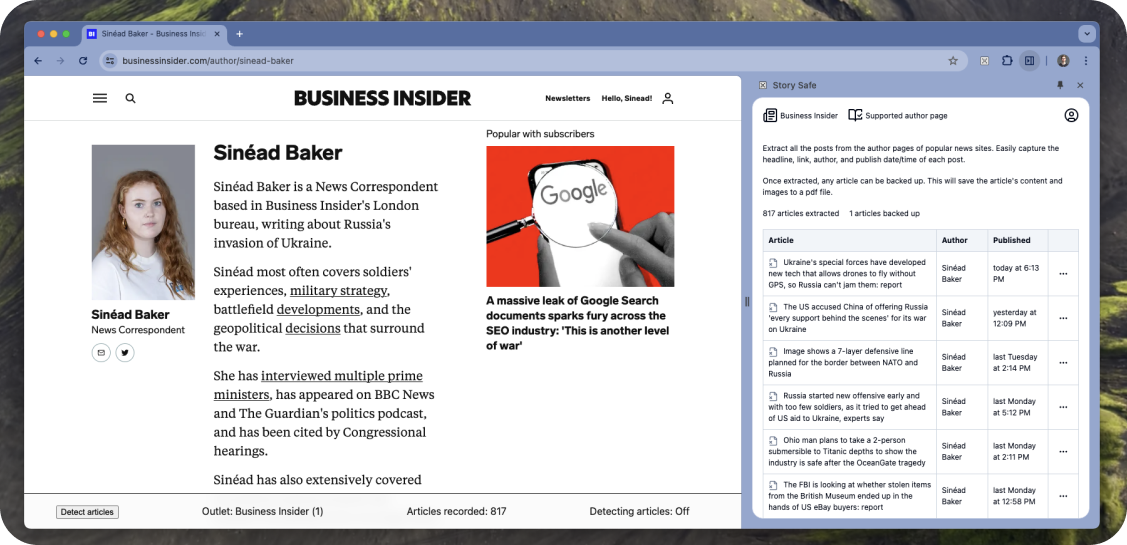 BI Sinéad Baker - Business Insid
businessinsider.com/author/sinead-baker
BUSINESS INSIDER
Newsletters Hello, Sinead!
Sinéad Baker
News Correspondent
Sinéad Baker
Sinéad Baker is a News Correspondent
based in Business Insider's London
bureau, writing about Russia's
invasion of Ukraine.
Sinéad most often covers soldiers'
experiences, military strategy,
battlefield developments, and the
geopolitical decisions that surround
the war.
She has interviewed multiple prime
ministers, has appeared on BBC News
and The Guardian's politics podcast,
and has been cited by Congressional
hearings.
Sinéad has also extensively covered
Popular with subscribers
Google
A massive leak of Google Search
documents sparks fury across the
SEO industry: 'This is another level
of war'
Detect articles Outlet: Business Insider (1) Articles recorded: 817 Detecting articles: Off
Story Safe
Business Insider Supported author page
Extract all the posts from the author pages of popular news sites. Easily capture the
headline, link, author, and publish date/time of each post.
Once extracted, any article can be backed up. This will save the article's content and
images to a pdf file.
817 articles extracted 1 articles backed up
Article Author Published
Ukraine's special forces have developed
new tech that allows drones to fly without
GPS, so Russia can't jam them: report
Sinéad
Baker
today at 6:13
PM
The US accused China of offering Russia
'every support behind the scenes' for its war
on Ukraine
Sinéad
Baker
yesterday at
12:09 PM
Image shows a 7-layer defensive line
planned for the border between NATO and
Russia
Sinéad
Baker
last Tuesday
at 2:14 PM
Russia started new offensive early and
with too few soldiers, as it tried to get ahead
of US aid to Ukraine, experts say
Sinéad
Baker
last Monday
at 5:12 PM
Ohio man plans to take a 2-person
submersible to Titanic depths to show the
industry is safe after the OceanGate tragedy
Sinéad
Baker
last Monday
at 2:11 PM
The FBI is looking at whether stolen items
from the British Museum ended up in the
hands of US eBay buyers: report
Sinéad
Baker
last Monday
at 12:58 PM